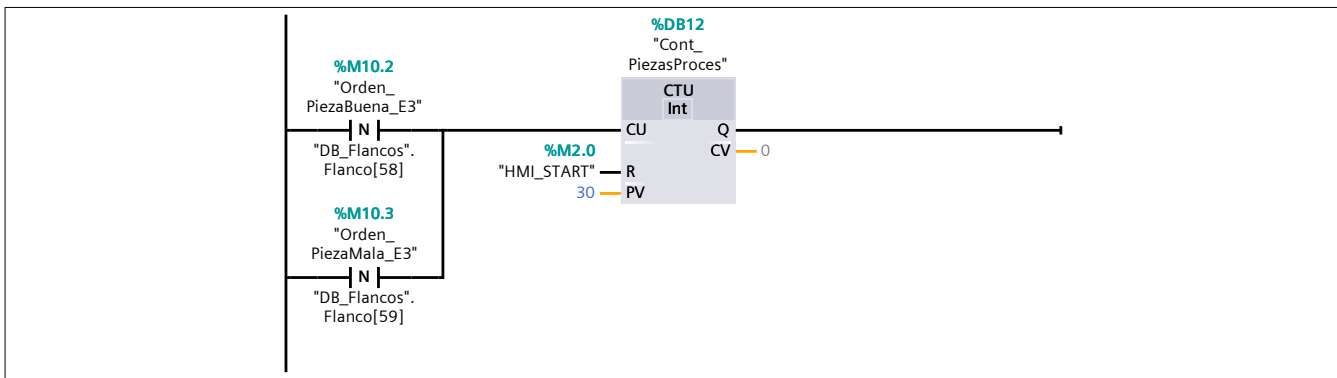 %DB12
"Cont_
PiezasProces"
%M10.2
"Orden_
PiezaBuena_E3"
N
"DB_Flancos".
Flanco[58]
CTU
Int
CU Q
%M2.0 CV 0
"HMI_START" R
30 PV
%M10.3
"Orden_
PiezaMala_E3"
N
"DB_Flancos".
Flanco[59]